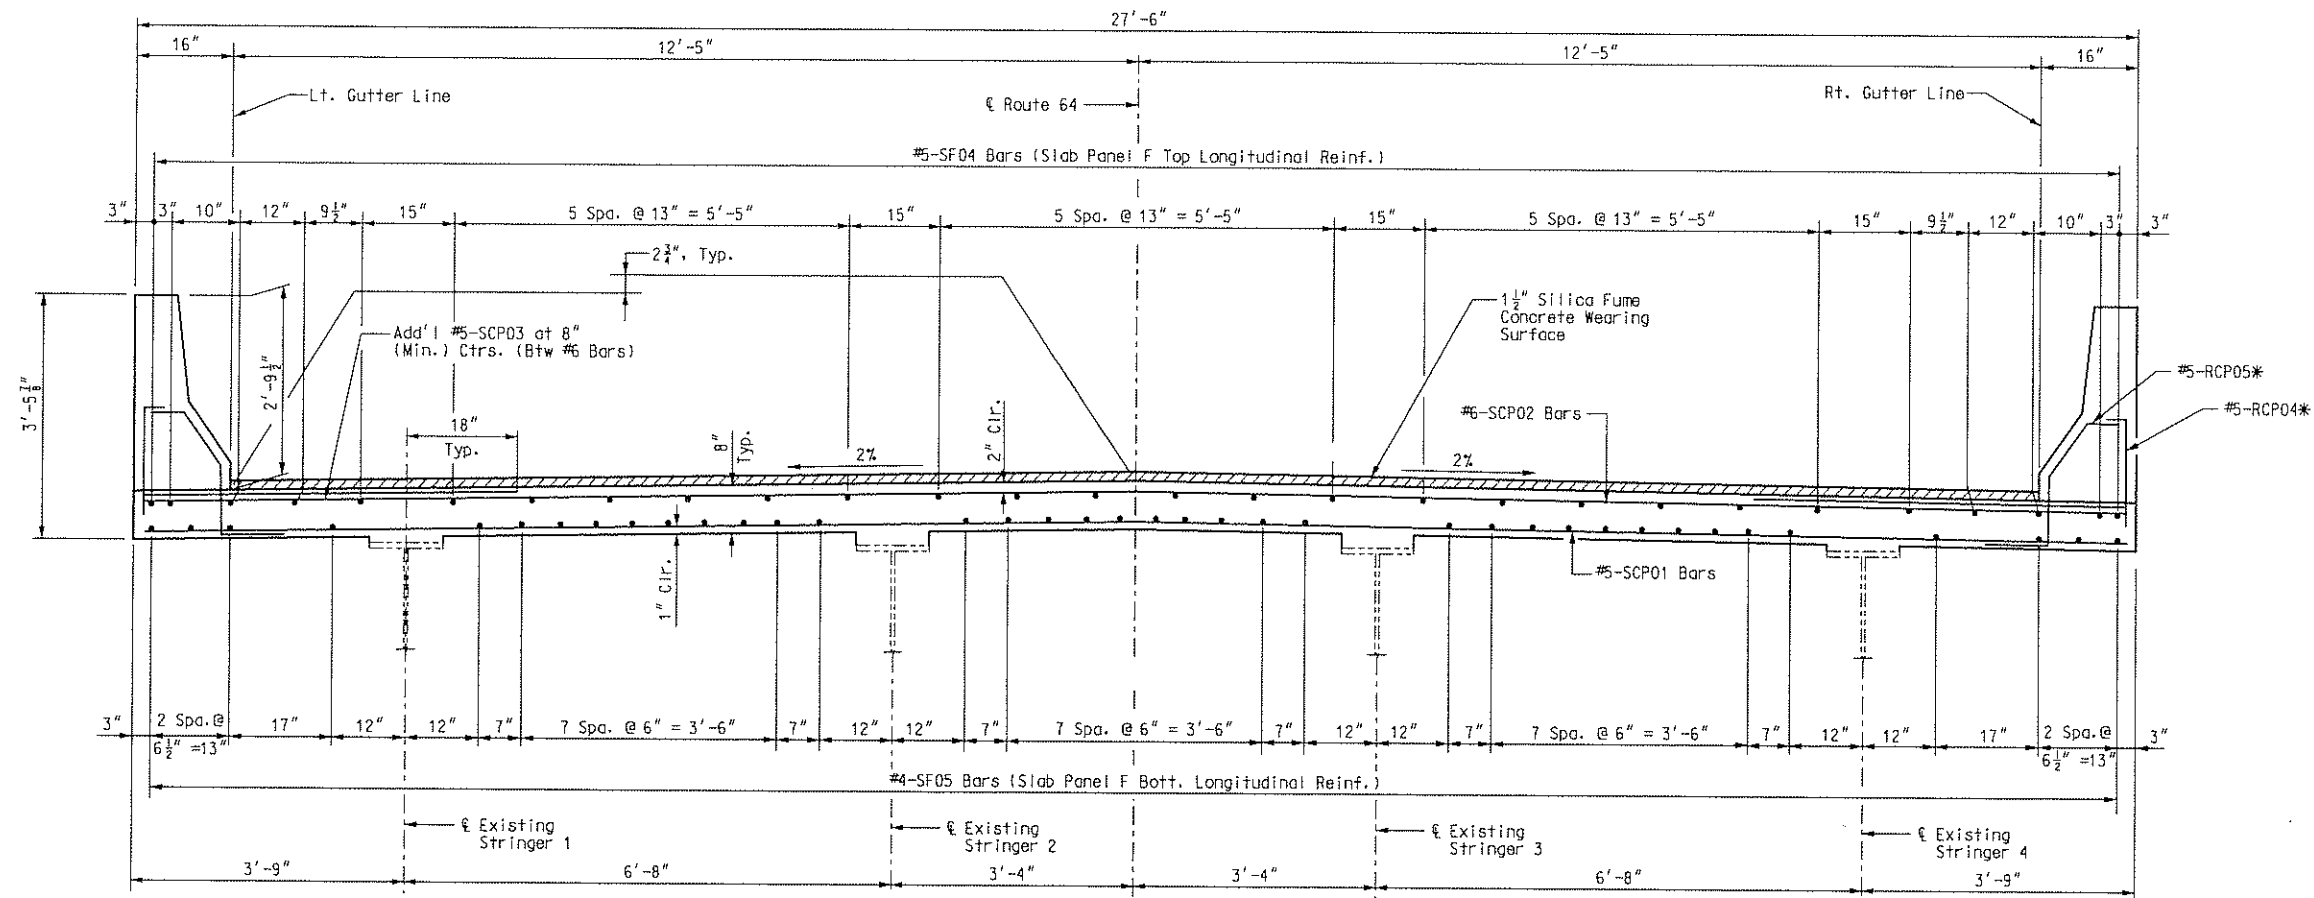 27'-6"
16" 12'-5" 12'-5" 16"
Lt. Gutter Line
℄ Route 64
Rt. Gutter Line
#5-SF04 Bars (Slab Panel F Top Longitudinal Reinf.)
3" 3" 10" 12" 9½" 15" 5 Spa. @ 13" = 5'-5" 15" 5 Spa. @ 13" = 5'-5" 15" 5 Spa. @ 13" = 5'-5" 15" 9½" 12" 10" 3" 3"
2¾", Typ.
1½" Silica Fume
Concrete Wearing
Surface
Add'l #5-SCP03 at 8"
(Min.) Ctrs. (Btw #6 Bars)
3'-5⅞"
2'-9½"
#5-RCP05*
#5-RCP04*
#6-SCP02 Bars
18"
Typ.
8"
Typ.
2" Clr.
2%
2%
1" Clr.
#5-SCP01 Bars
3" 2 Spa.@ 17" 12" 12" 7" 7 Spa. @ 6" = 3'-6" 7" 12" 12" 7" 7 Spa. @ 6" = 3'-6" 7" 12" 12" 7" 7 Spa. @ 6" = 3'-6" 7" 12" 12" 17" 2 Spa.@ 3"
6½" =13" 6½" =13"
#4-SF05 Bars (Slab Panel F Bott. Longitudinal Reinf.)
℄ Existing
Stringer 1
℄ Existing
Stringer 2
℄ Existing
Stringer 3
℄ Existing
Stringer 4
3'-9" 6'-8" 3'-4" 3'-4" 6'-8" 3'-9"